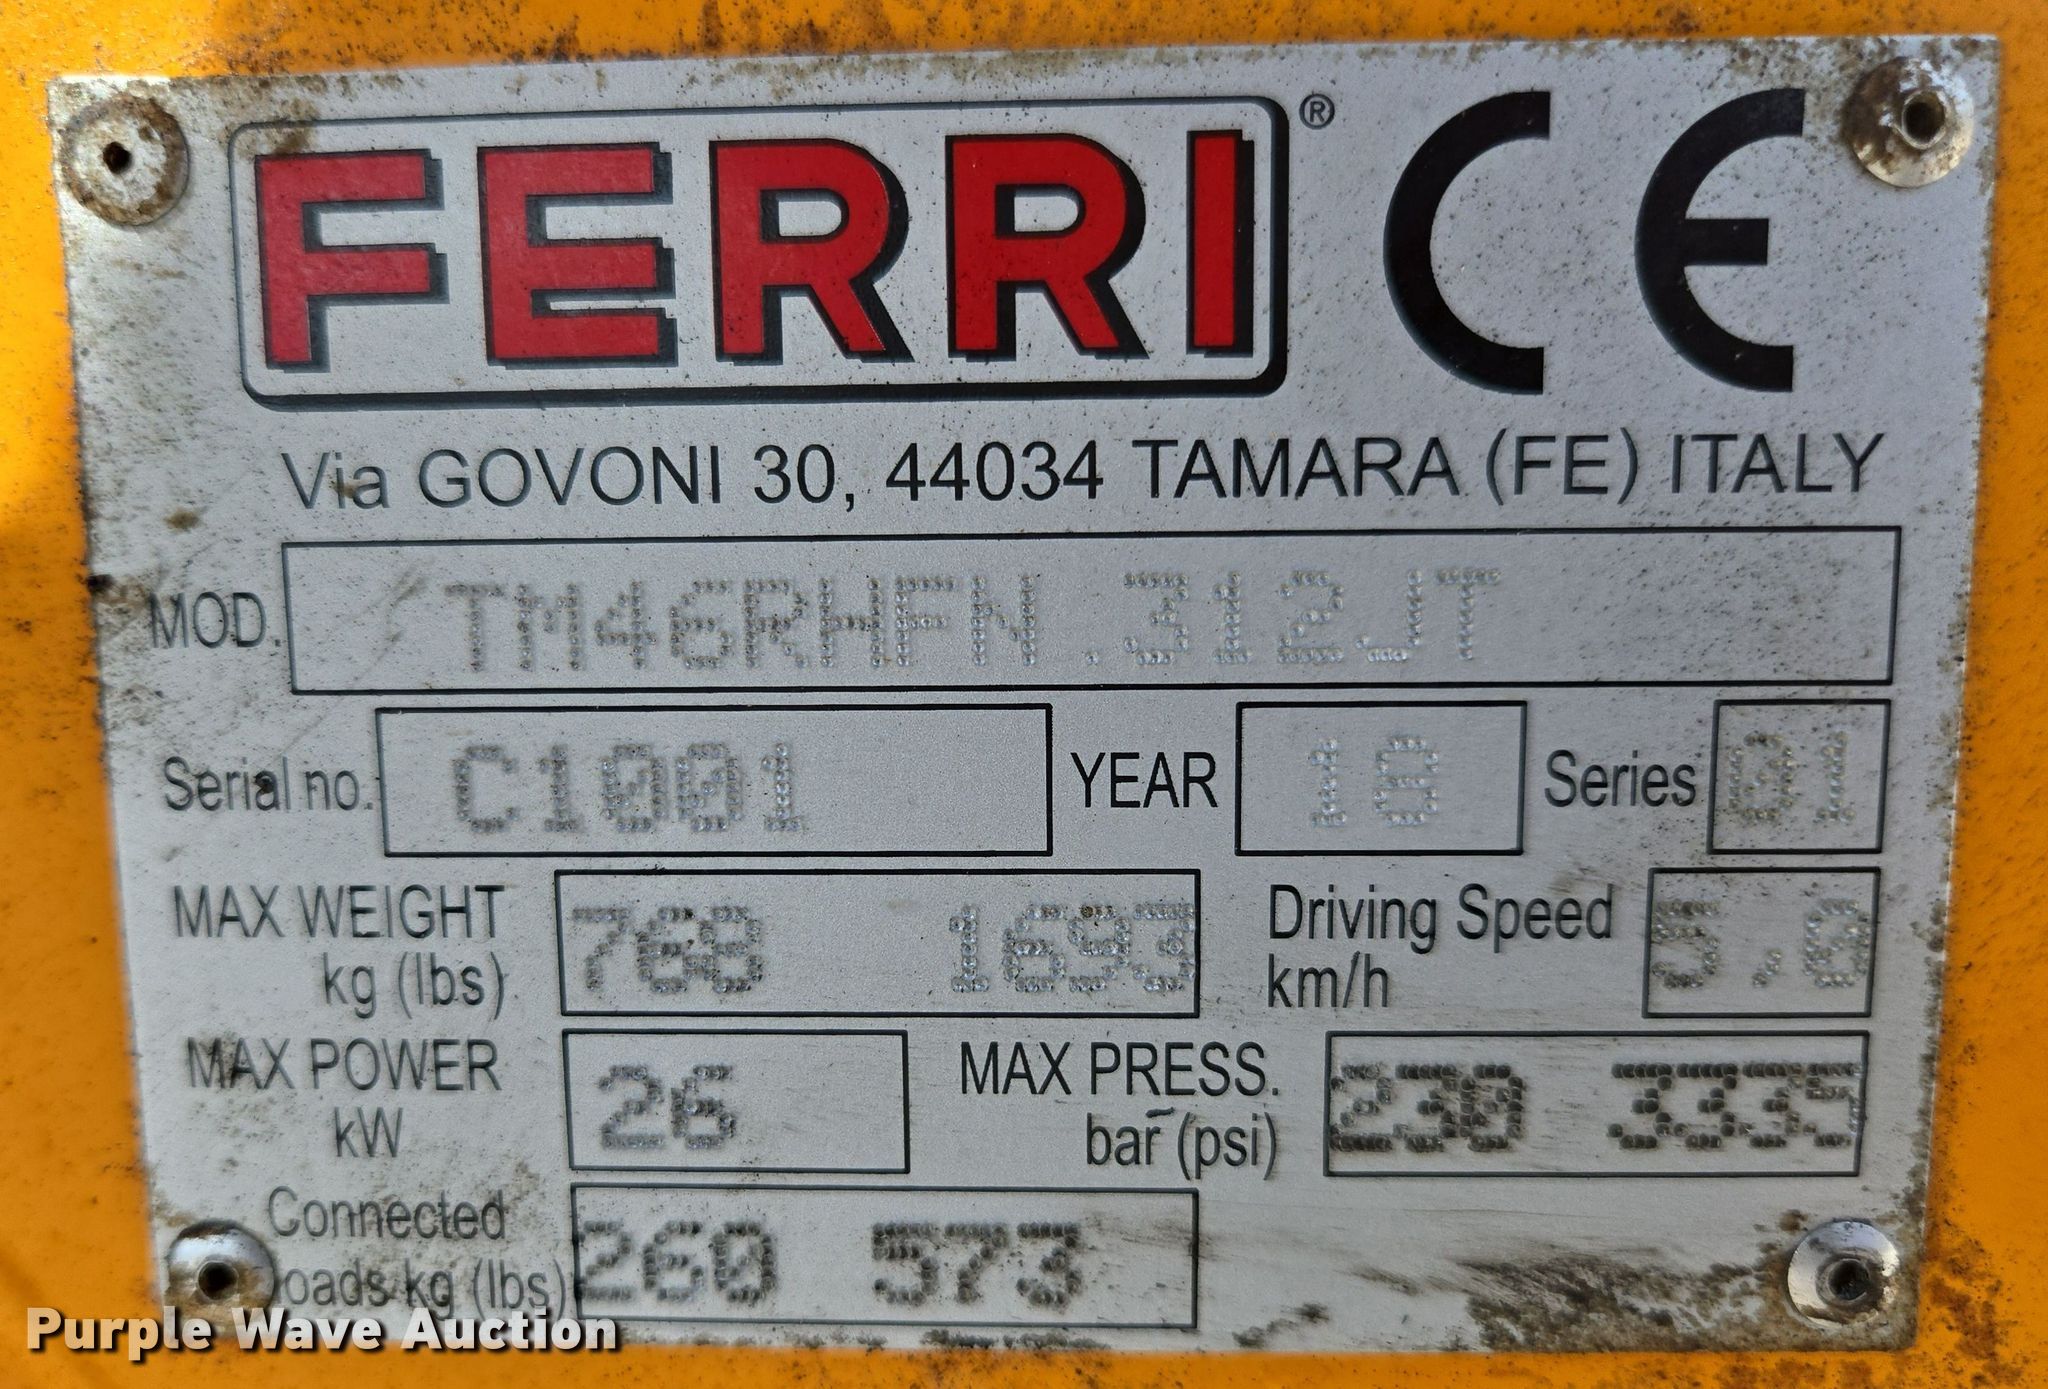 FERRI® CE
Via GOVONI 30, 44034 TAMARA (FE) ITALY
MOD. TM46RHFN.312JT
Serial no. C1001 YEAR 18 Series 01
MAX WEIGHT kg (lbs) 768 1693 Driving Speed km/h 5.0
MAX POWER kW 26 MAX PRESS. bar (psi) 230 3335
Connected loads kg (lbs) 260 573
Purple Wave Auction